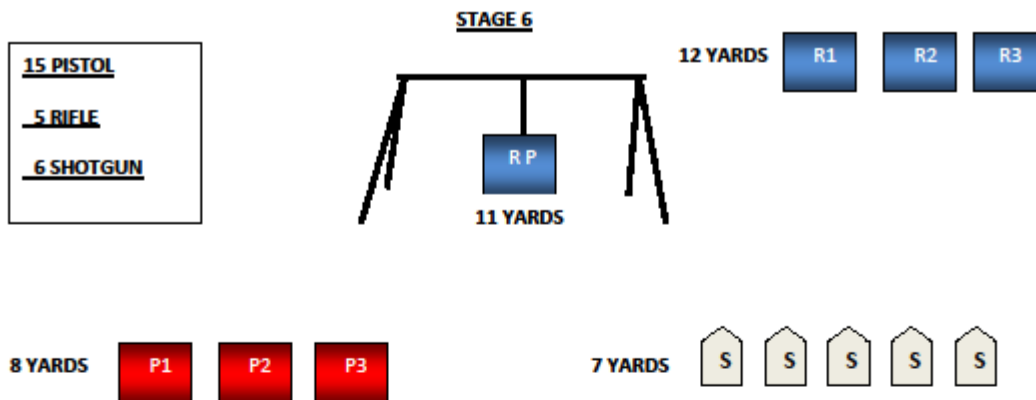 STAGE 6
15 PISTOL
5 RIFLE
6 SHOTGUN
12 YARDS R1 R2 R3
R P
11 YARDS
8 YARDS P1 P2 P3
7 YARDS S S S S S